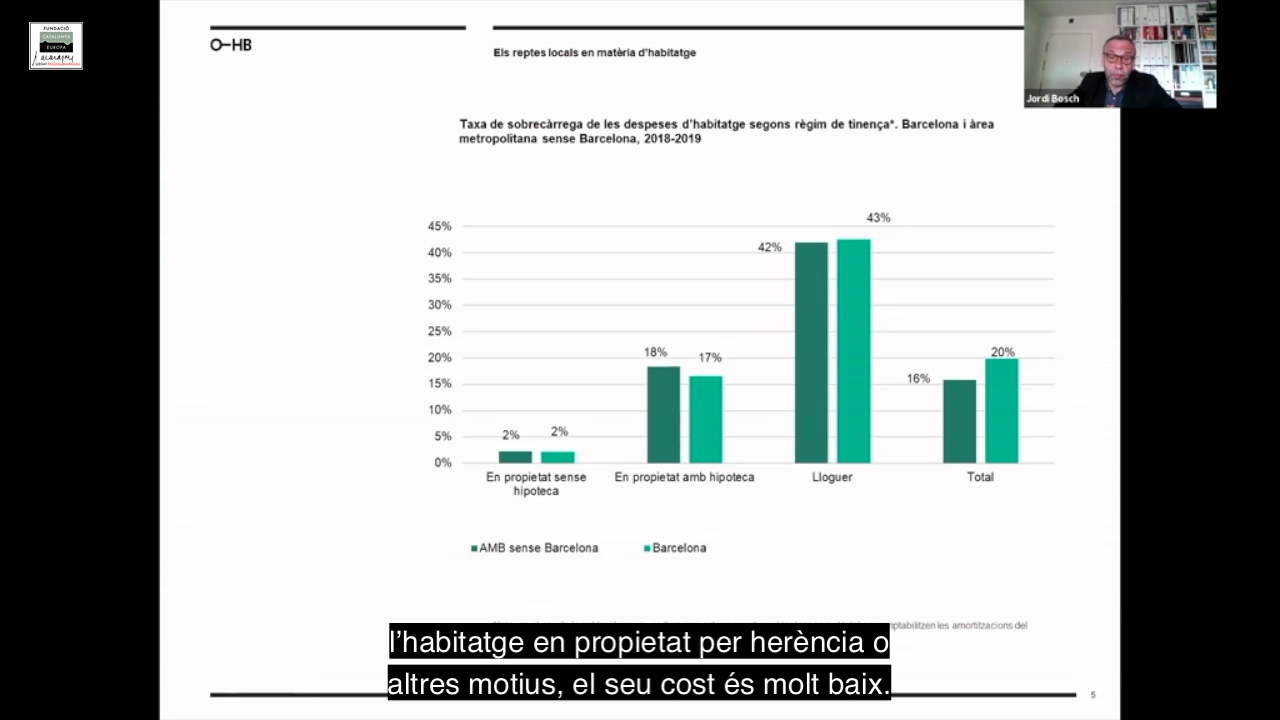 FUNDACIÓ
CATALUNYA
EUROPA
O-HB
Els reptes locals en matèria d'habitatge
Jordi Bosch
Taxa de sobrecàrrega de les despeses d'habitatge segons règim de tinença*. Barcelona i àrea
metropolitana sense Barcelona, 2018-2019
45%
40%
35%
30%
25%
20%
15%
10%
5%
0%
2%
2%
18%
17%
42%
43%
16%
20%
En propietat sense
hipoteca
En propietat amb hipoteca
Lloguer
Total
AMB sense Barcelona
Barcelona
les amortitzacions del
l'habitatge en propietat per herència o
altres motius, el seu cost és molt baix.
5